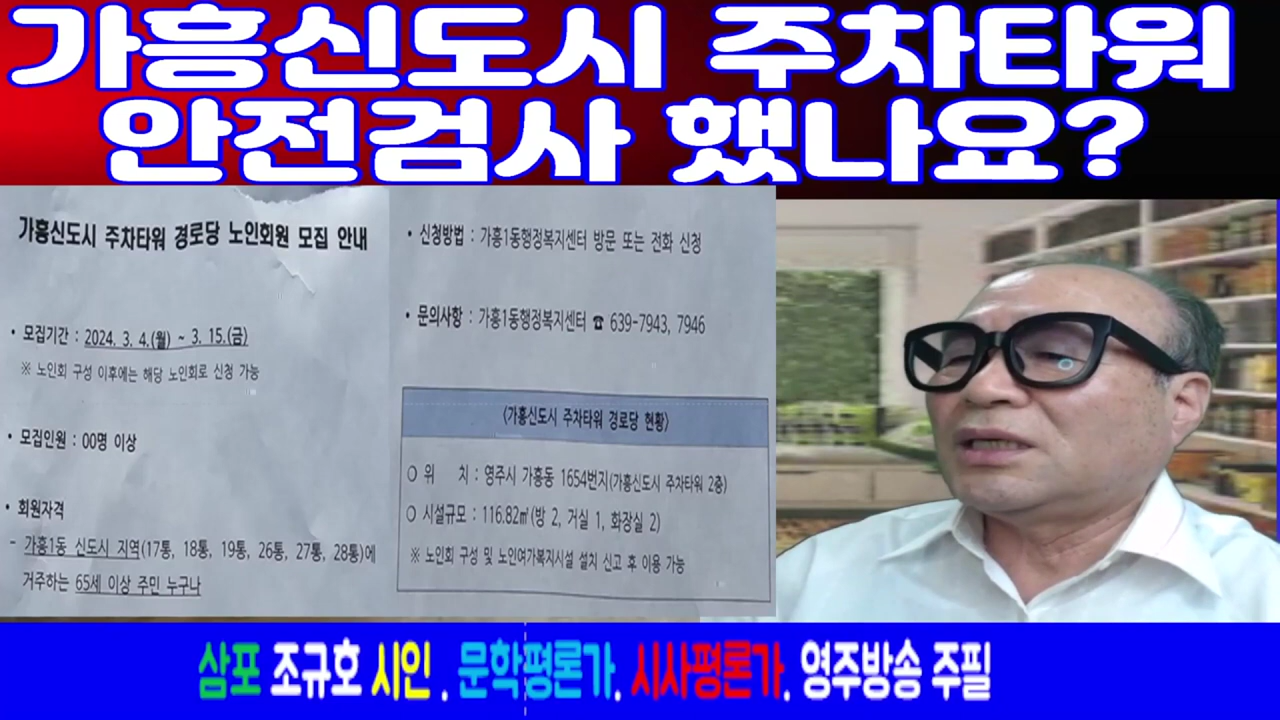 가흥신도시 주차타워
안전검사 했나요?
가흥신도시 주차타워 경로당 노인회원 모집 안내
• 모집기간 : 2024. 3. 4.(월) ~ 3. 15.(금)
※ 노인회 구성 이후에는 해당 노인회로 신청 가능
• 모집인원 : 00명 이상
• 회원자격
- 가흥1동 신도시 지역(17통, 18통, 19통, 26통, 27통, 28통)에
거주하는 65세 이상 주민 누구나
• 신청방법 : 가흥1동행정복지센터 방문 또는 전화 신청
• 문의사항 : 가흥1동행정복지센터 ☎ 639-7943, 7946
〈가흥신도시 주차타워 경로당 현황〉
○ 위 치 : 영주시 가흥동 1654번지(가흥신도시 주차타워 2층)
○ 시설규모 : 116.82㎡(방 2, 거실 1, 화장실 2)
※ 노인회 구성 및 노인여가복지시설 설치 신고 후 이용 가능
삼포 조규호 시인 . 문학평론가. 시사평론가. 영주방송 주필